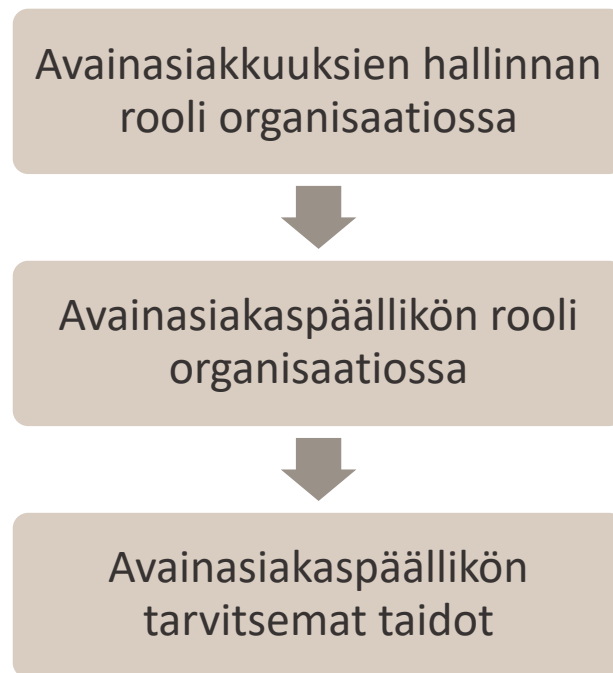 Avainasiakkuuksien hallinnan
rooli organisaatiossa
Avainasiakaspäällikön rooli
organisaatiossa
Avainasiakaspäällikön
tarvitsemat taidot